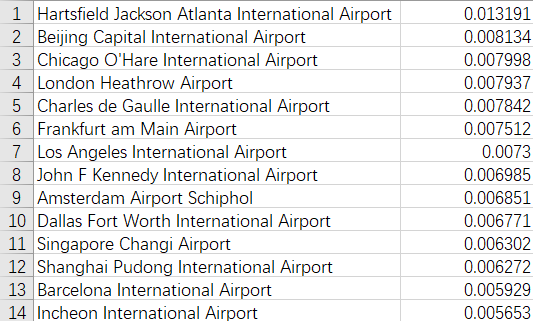 1 Hartsfield Jackson Atlanta International Airport 0.013191
2 Beijing Capital International Airport 0.008134
3 Chicago O'Hare International Airport 0.007998
4 London Heathrow Airport 0.007937
5 Charles de Gaulle International Airport 0.007842
6 Frankfurt am Main Airport 0.007512
7 Los Angeles International Airport 0.0073
8 John F Kennedy International Airport 0.006985
9 Amsterdam Airport Schiphol 0.006851
10 Dallas Fort Worth International Airport 0.006771
11 Singapore Changi Airport 0.006302
12 Shanghai Pudong International Airport 0.006272
13 Barcelona International Airport 0.005929
14 Incheon International Airport 0.005653